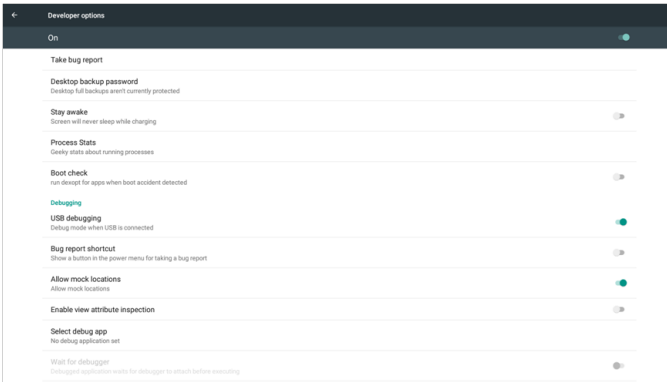 Developer options
On
Take bug report
Desktop backup password
Desktop full backups aren't currently protected
Stay awake
Screen will never sleep while charging
Process Stats
Geeky stats about running processes
Boot check
run dexopt for apps when boot accident detected
Debugging
USB debugging
Debug mode when USB is connected
Bug report shortcut
Show a button in the power menu for taking a bug report
Allow mock locations
Allow mock locations
Enable view attribute inspection
Select debug app
No debug application set
Wait for debugger
Debugged application waits for debugger to attach before executing